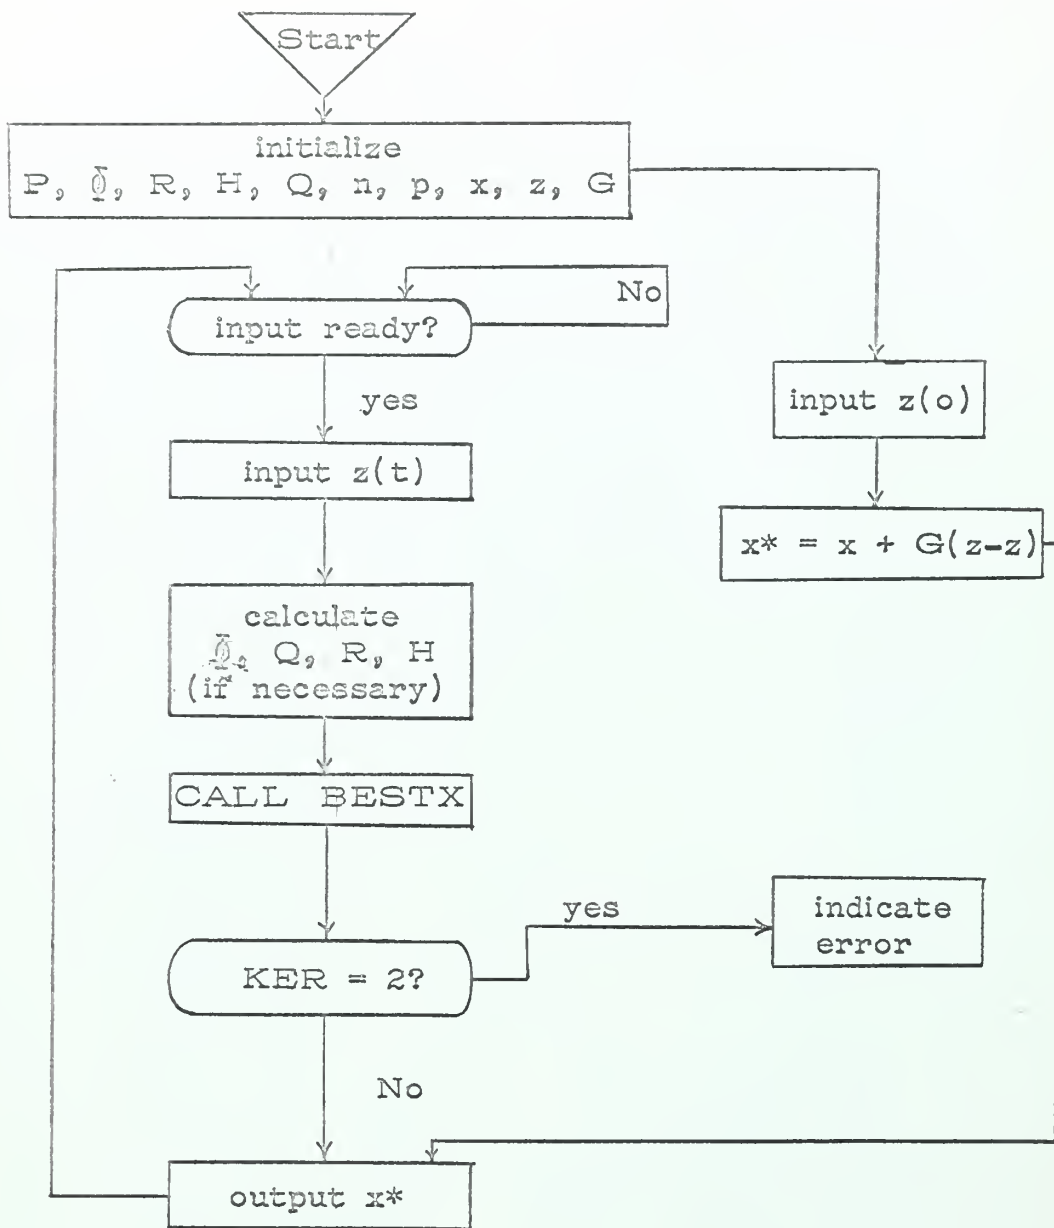 Start
initialize
P, Φ, R, H, Q, n, p, x, z, G
No
input ready?
yes
input z(o)
input z(t)
x* = x + G(z-z)
calculate
Φ, Q, R, H
(if necessary)
CALL BESTX
yes
indicate
error
KER = 2?
No
output x*